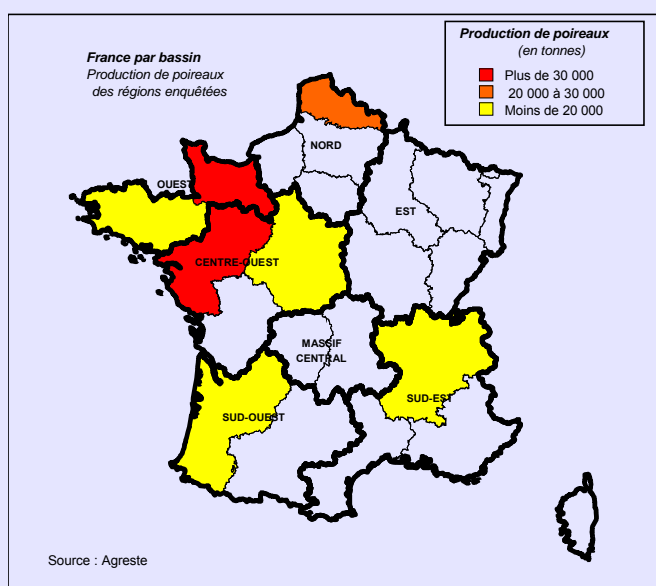 France par bassin
Production de poireaux
des régions enquêtées
Production de poireaux
(en tonnes)
Plus de 30 000
20 000 à 30 000
Moins de 20 000
NORD
OUEST
EST
CENTRE-OUEST
MASSIF
CENTRAL
SUD-EST
SUD-OUEST
Source : Agreste